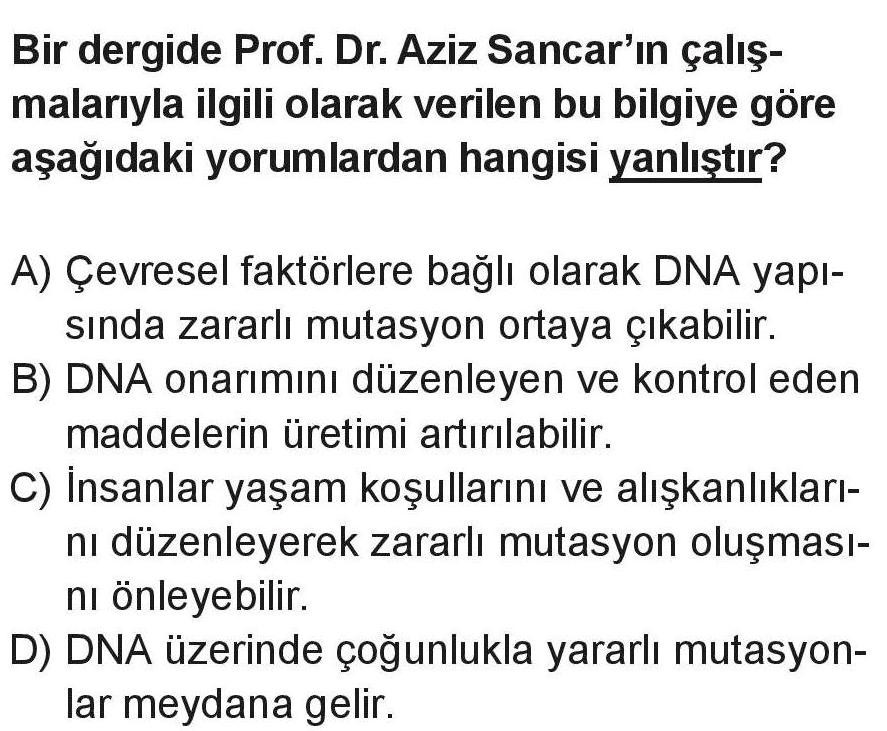 Bir dergide Prof. Dr. Aziz Sancar’ın çalış-
malarıyla ilgili olarak verilen bu bilgiye göre
aşağıdaki yorumlardan hangisi yanlıştır?
A) Çevresel faktörlere bağlı olarak DNA yapı-
sında zararlı mutasyon ortaya çıkabilir.
B) DNA onarımını düzenleyen ve kontrol eden
maddelerin üretimi artırılabilir.
C) İnsanlar yaşam koşullarını ve alışkanlıkları-
nı düzenleyerek zararlı mutasyon oluşması-
nı önleyebilir.
D) DNA üzerinde çoğunlukla yararlı mutasyon-
lar meydana gelir.